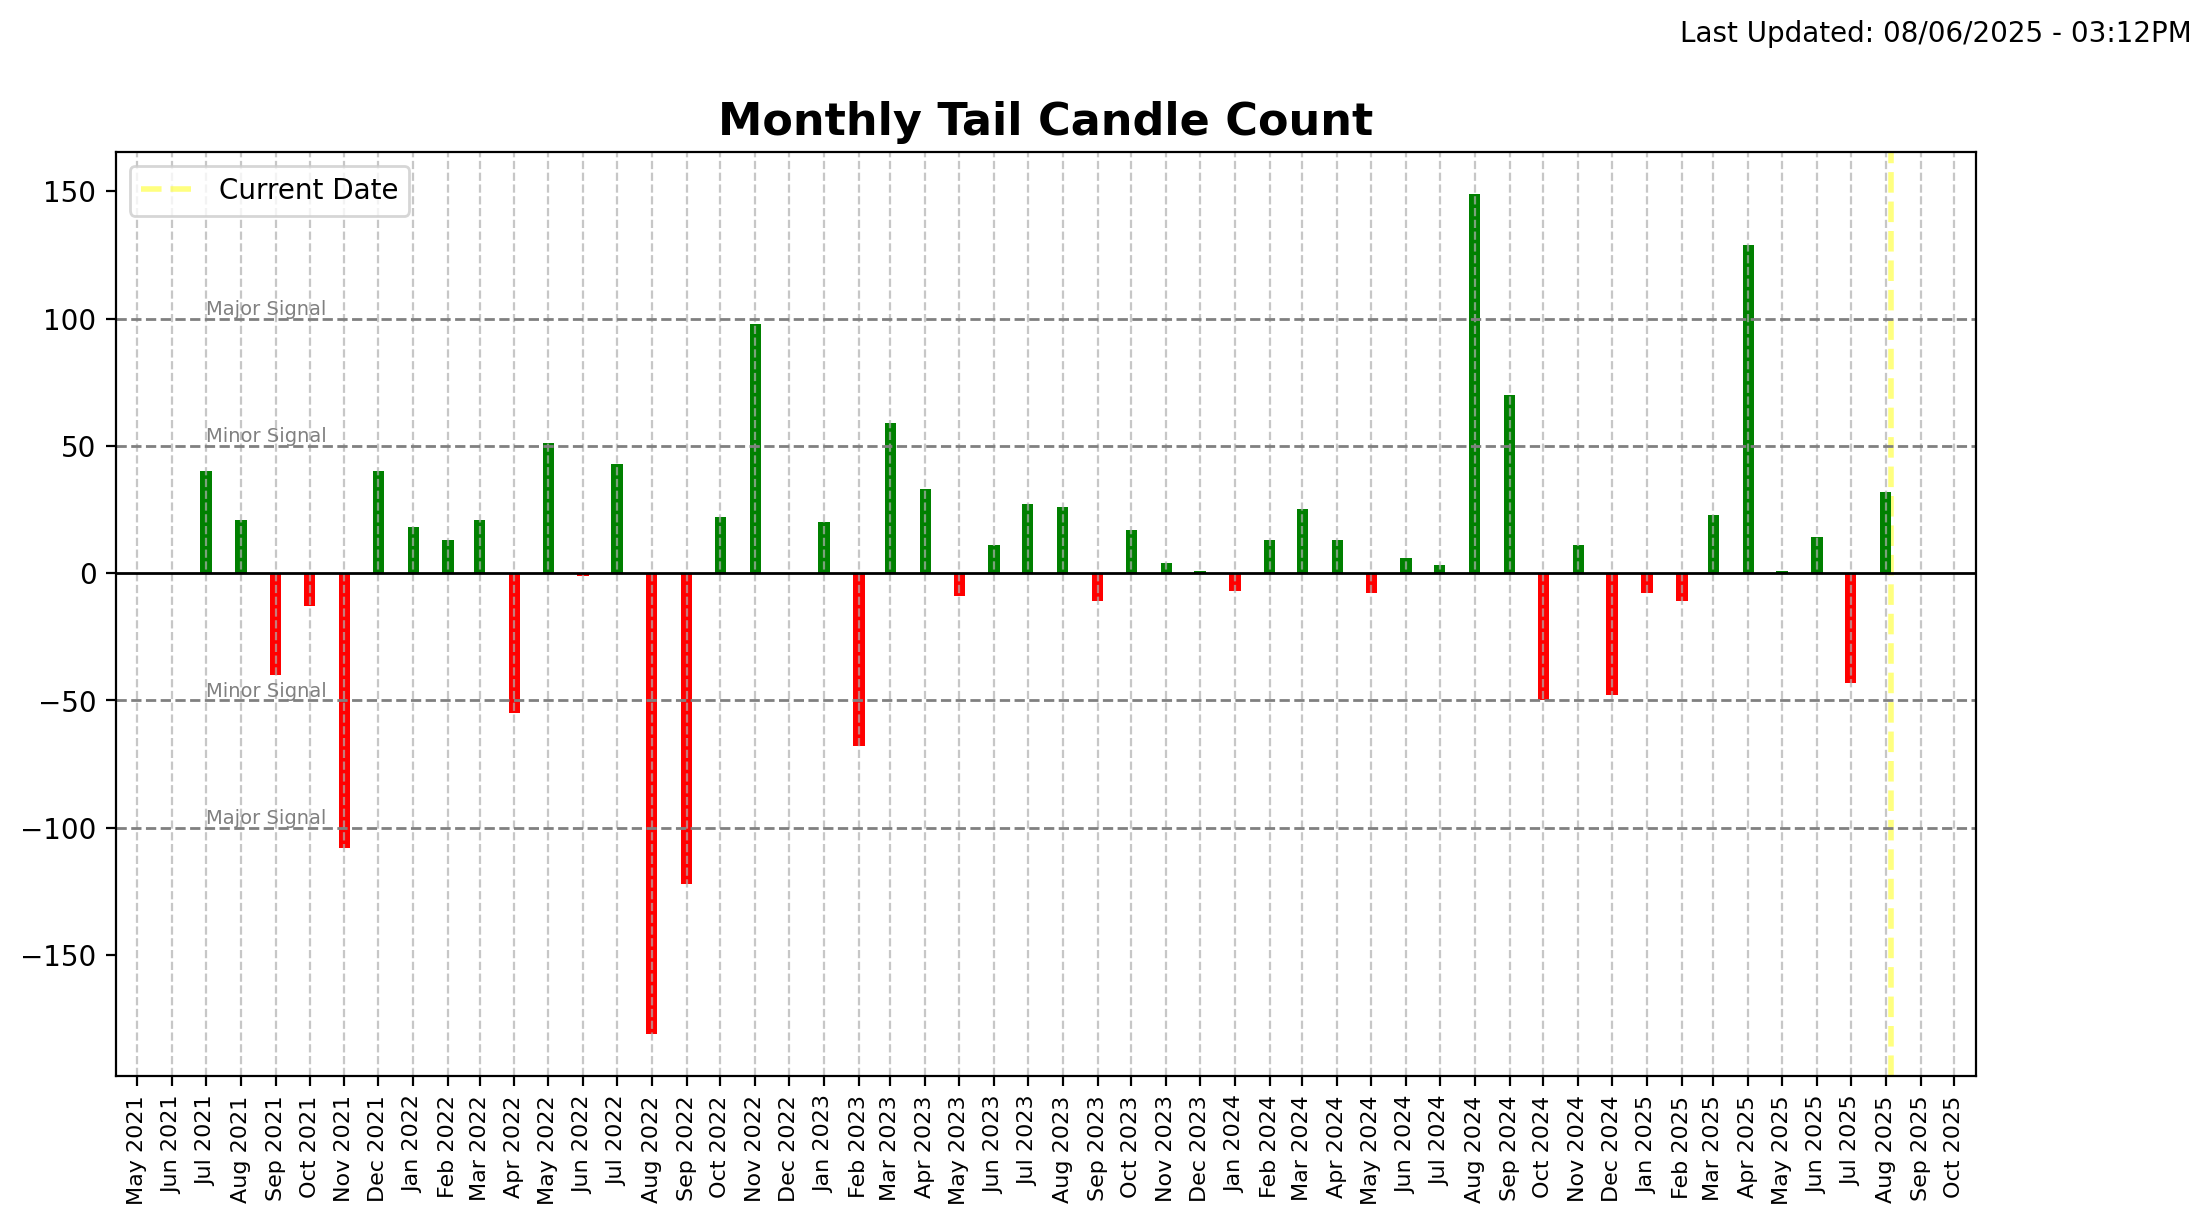 Last Updated: 08/06/2025 - 03:12PM
Monthly Tail Candle Count
Current Date
150
100
50
0
−50
−100
−150
Major Signal
Minor Signal
Minor Signal
Major Signal
May 2021
Jun 2021
Jul 2021
Aug 2021
Sep 2021
Oct 2021
Nov 2021
Dec 2021
Jan 2022
Feb 2022
Mar 2022
Apr 2022
May 2022
Jun 2022
Jul 2022
Aug 2022
Sep 2022
Oct 2022
Nov 2022
Dec 2022
Jan 2023
Feb 2023
Mar 2023
Apr 2023
May 2023
Jun 2023
Jul 2023
Aug 2023
Sep 2023
Oct 2023
Nov 2023
Dec 2023
Jan 2024
Feb 2024
Mar 2024
Apr 2024
May 2024
Jun 2024
Jul 2024
Aug 2024
Sep 2024
Oct 2024
Nov 2024
Dec 2024
Jan 2025
Feb 2025
Mar 2025
Apr 2025
May 2025
Jun 2025
Jul 2025
Aug 2025
Sep 2025
Oct 2025